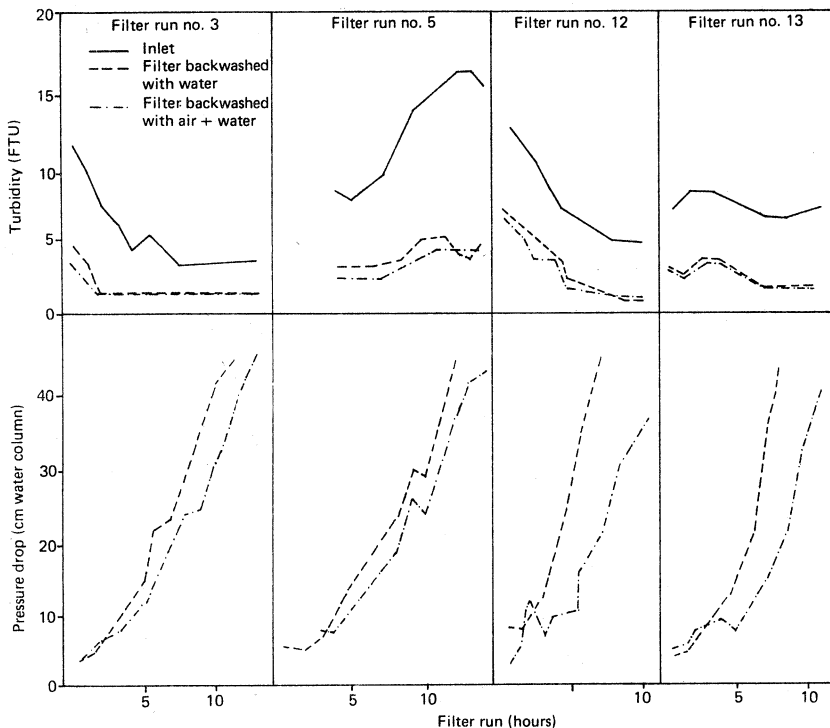 Filter run no. 3
Filter run no. 5
Filter run no. 12
Filter run no. 13
Inlet
Filter backwashed
with water
Filter backwashed
with air + water
Turbidity (FTU)
20
15
10
5
0
Pressure drop (cm water column)
40
30
20
10
0
5
10
5
10
10
5
10
Filter run (hours)